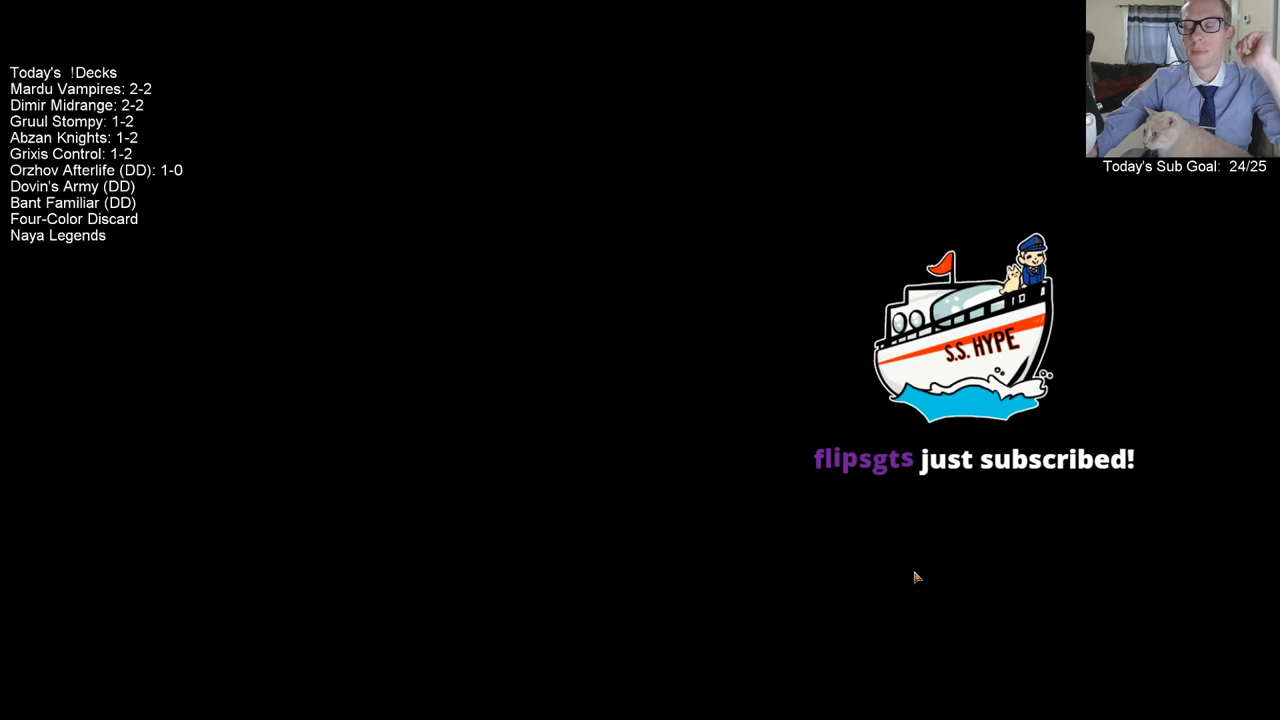 Today's !Decks
Mardu Vampires: 2-2
Dimir Midrange: 2-2
Gruul Stompy: 1-2
Abzan Knights: 1-2
Grixis Control: 1-2
Orzhov Afterlife (DD): 1-0
Dovin's Army (DD)
Bant Familiar (DD)
Four-Color Discard
Naya Legends
Today's Sub Goal: 24/25
S.S. HYPE
flipsgts just subscribed!